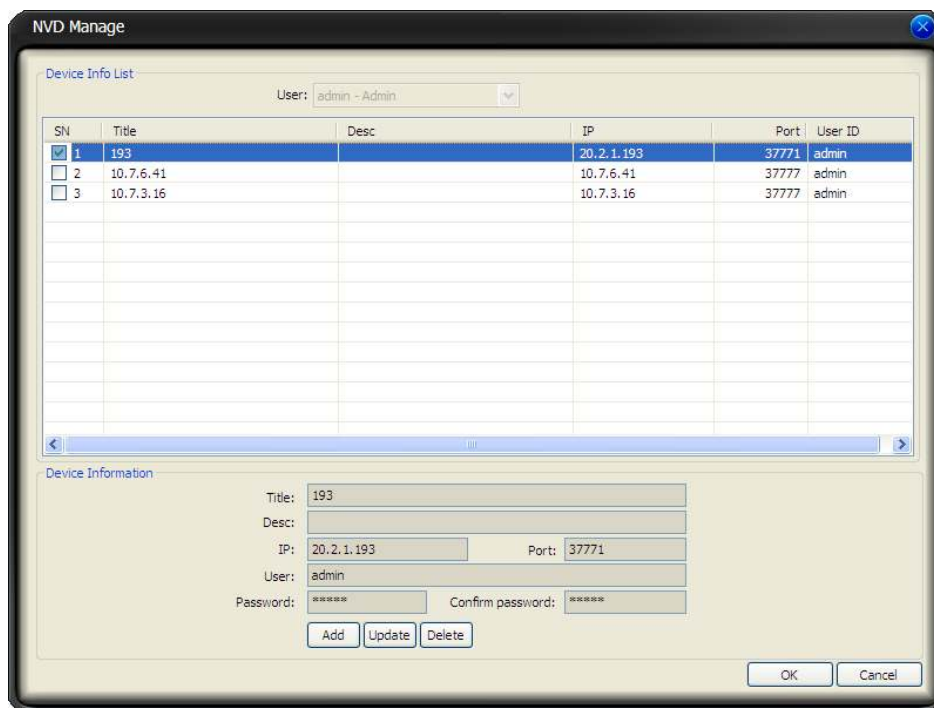 NVD Manage
Device Info List
User: admin - Admin
SN Title Desc IP Port User ID
1 193 20.2.1.193 37771 admin
2 10.7.6.41 10.7.6.41 37777 admin
3 10.7.3.16 10.7.3.16 37777 admin
Device Information
Title: 193
Desc:
IP: 20.2.1.193 Port: 37771
User: admin
Password: ***** Confirm password: *****
Add Update Delete
OK Cancel